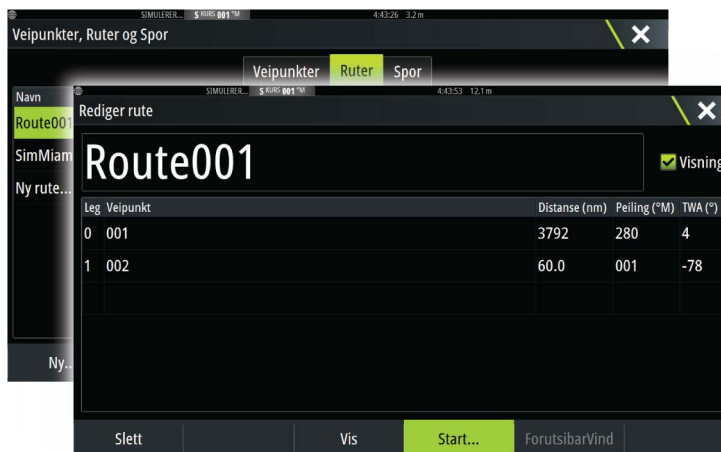 SIMULERER... S KURS 001 °M 4:43:26 3.2 m
Veipunkter, Ruter og Spor
Veipunkter Ruter Spor
Navn
Route001
SimMiam
Ny rute...
Ny...
SIMULERER... S KURS 001 °M 4:43:53 12.1 m
Rediger rute
Route001
Visning
Leg Veipunkt Distanse (nm) Peiling (°M) TWA (°)
0 001 3792 280 4
1 002 60.0 001 -78
Slett Vis Start... ForutsibarVind